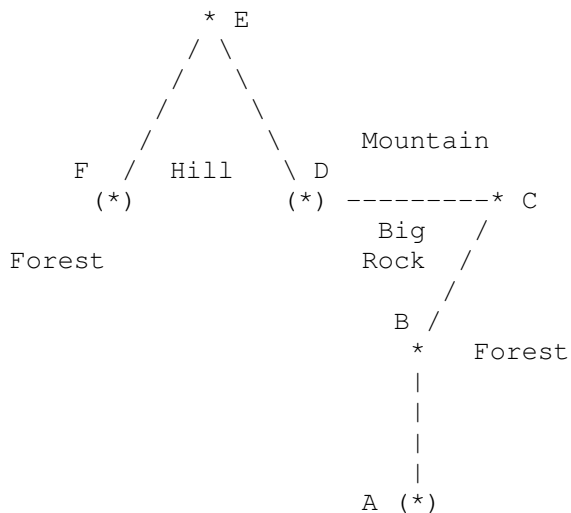 * E
/ \
/ \
/ \
/ \ Mountain
F / Hill \ D
(*) (*) ---------* C
Big /
Forest Rock /
/
B /
* Forest
|
|
|
|
A (*)